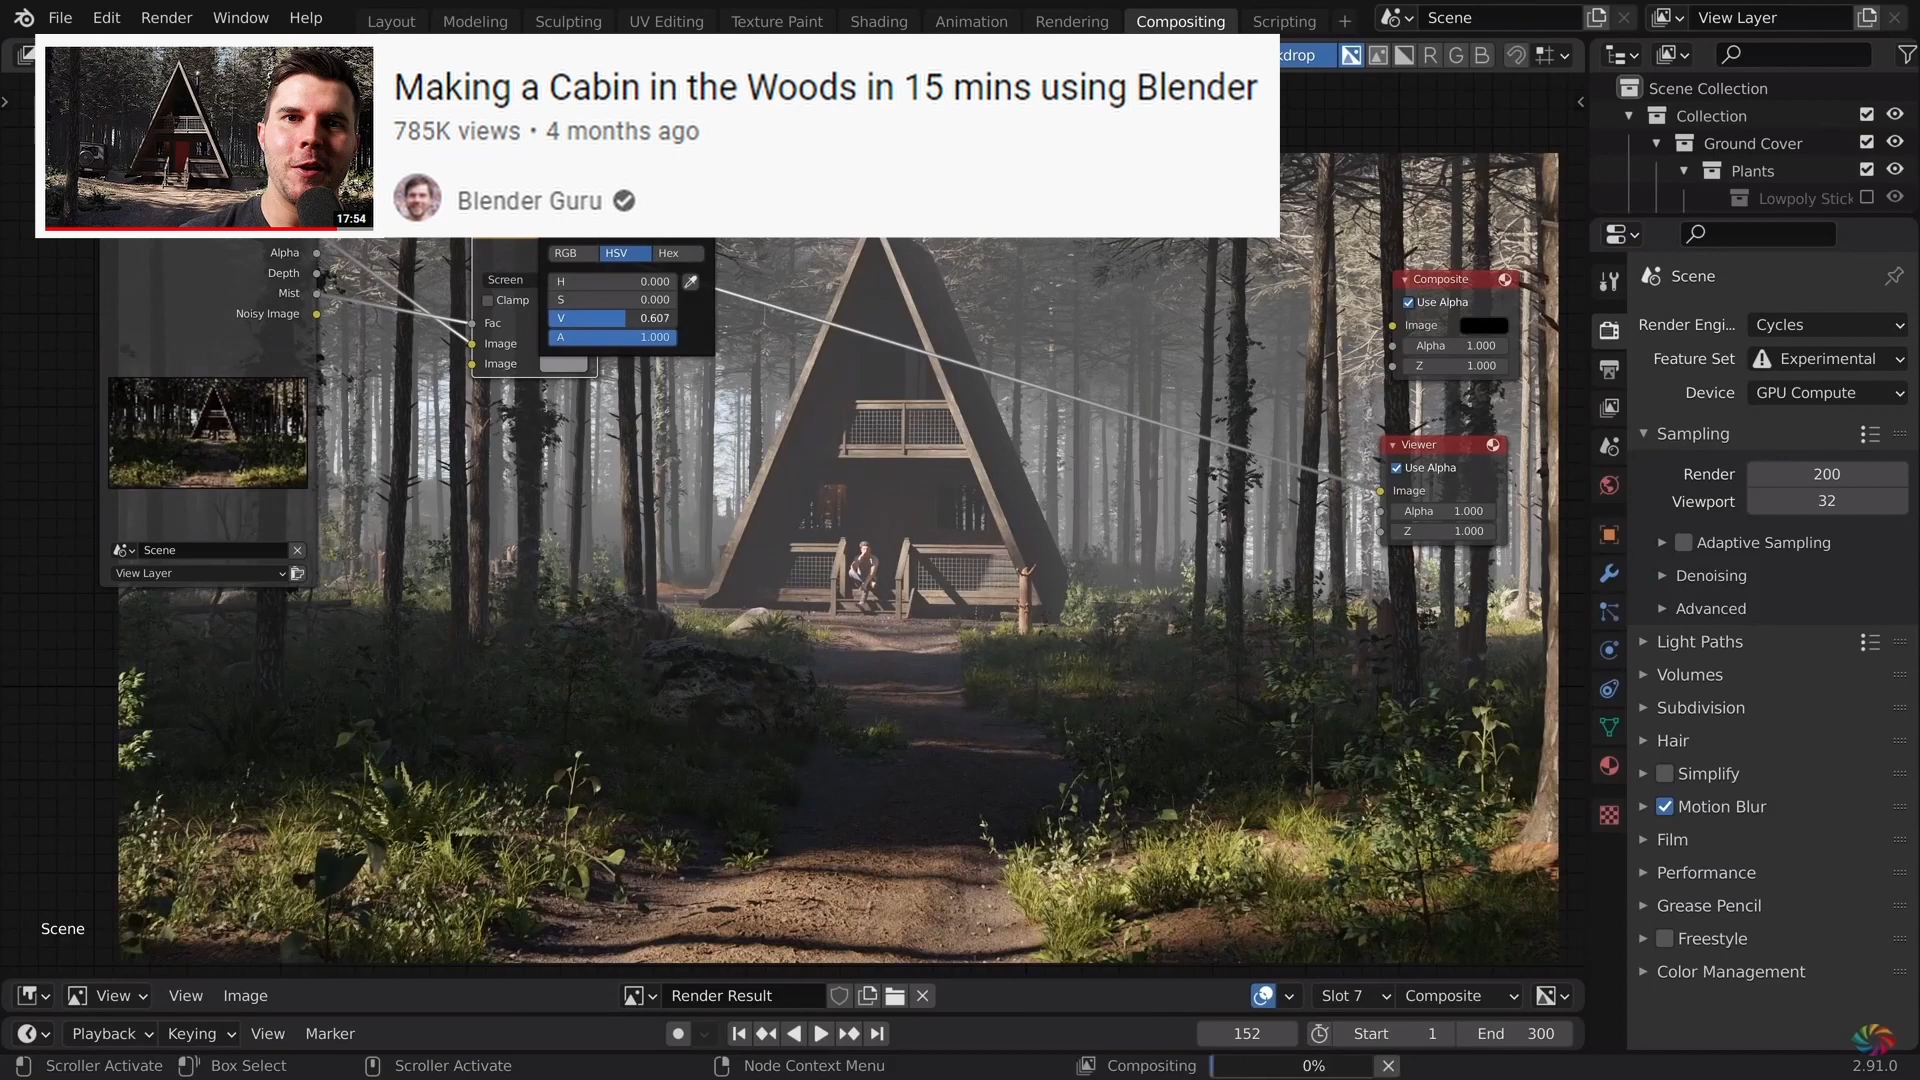 File Edit Render Window Help Layout Modeling Sculpting UV Editing Texture Paint Shading Animation Rendering Compositing Scripting + Scene View Layer
drop R G B
Making a Cabin in the Woods in 15 mins using Blender
785K views • 4 months ago
Blender Guru
17:54
Scene Collection
Collection
Ground Cover
Plants
Lowpoly Stick
Alpha
Depth
Mist
Noisy Image
Screen
Clamp
Fac
Image
Image
RGB HSV Hex
H 0.000
S 0.000
V 0.607
A 1.000
Composite
Use Alpha
Image
Alpha 1.000
Z 1.000
Viewer
Use Alpha
Image
Alpha 1.000
Z 1.000
Scene
View Layer
Scene
Scene
Render Engi... Cycles
Feature Set Experimental
Device GPU Compute
Sampling
Render 200
Viewport 32
Adaptive Sampling
Denoising
Advanced
Light Paths
Volumes
Subdivision
Hair
Simplify
Motion Blur
Film
Performance
Grease Pencil
Freestyle
Color Management
View View Image Render Result Slot 7 Composite
Playback Keying View Marker 152 Start 1 End 300
Scroller Activate Box Select Scroller Activate Node Context Menu Compositing 0% 2.91.0